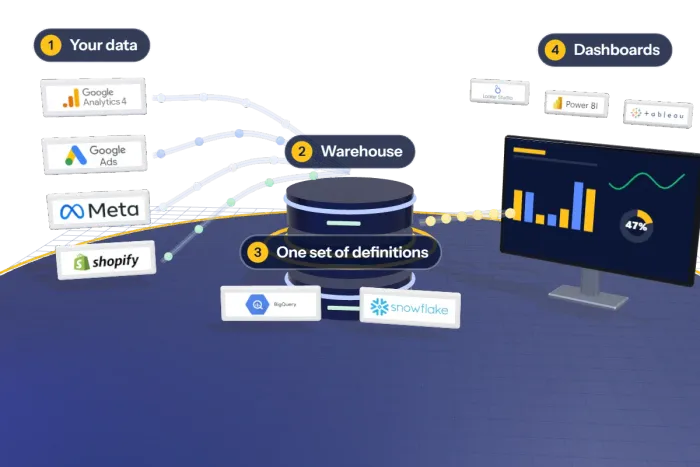 1 Your data
Google
Analytics 4
Google
Ads
Meta
shopify
2 Warehouse
3 One set of definitions
BigQuery
snowflake
4 Dashboards
Looker Studio
Power BI
+ableau
47%